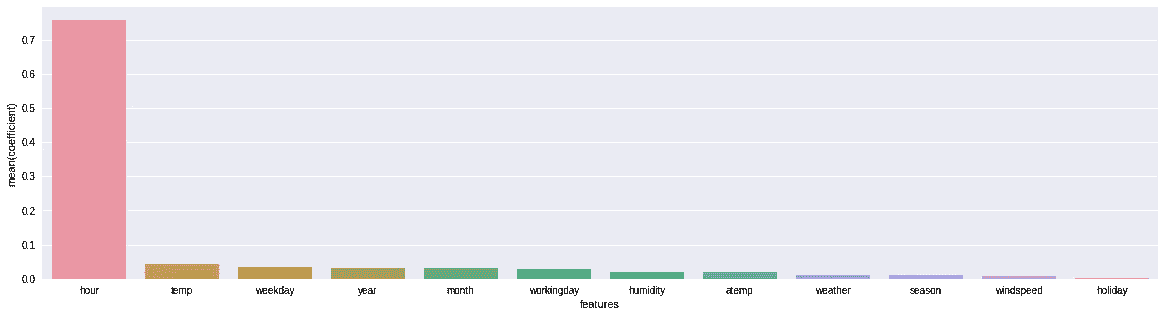 mean(coefficient)
0.7
0.6
0.5
0.4
0.3
0.2
0.1
0.0
hour temp weekday year month workingday humidity atemp weather season windspeed holiday
features